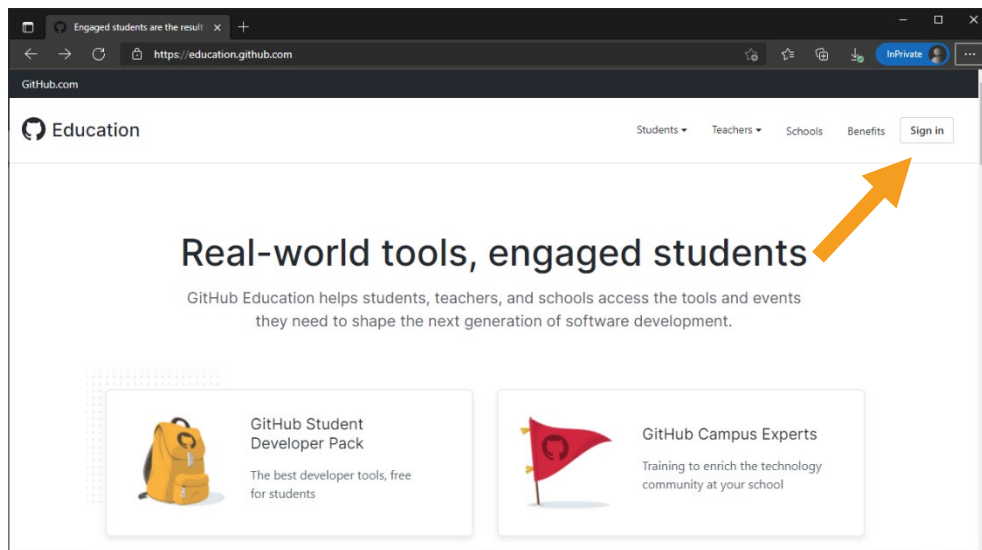 Engaged students are the result
https://education.github.com
InPrivate
GitHub.com
Education
Students
Teachers
Schools
Benefits
Sign in
Real-world tools, engaged students
GitHub Education helps students, teachers, and schools access the tools and events
they need to shape the next generation of software development.
GitHub Student
Developer Pack
The best developer tools, free
for students
GitHub Campus Experts
Training to enrich the technology
community at your school